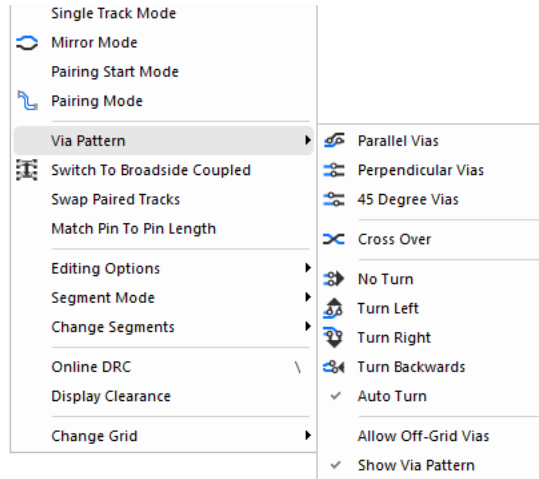 Single Track Mode
Mirror Mode
Pairing Start Mode
Pairing Mode
Via Pattern
Switch To Broadside Coupled
Swap Paired Tracks
Match Pin To Pin Length
Editing Options
Segment Mode
Change Segments
Online DRC \
Display Clearance
Change Grid
Parallel Vias
Perpendicular Vias
45 Degree Vias
Cross Over
No Turn
Turn Left
Turn Right
Turn Backwards
Auto Turn
Allow Off-Grid Vias
Show Via Pattern